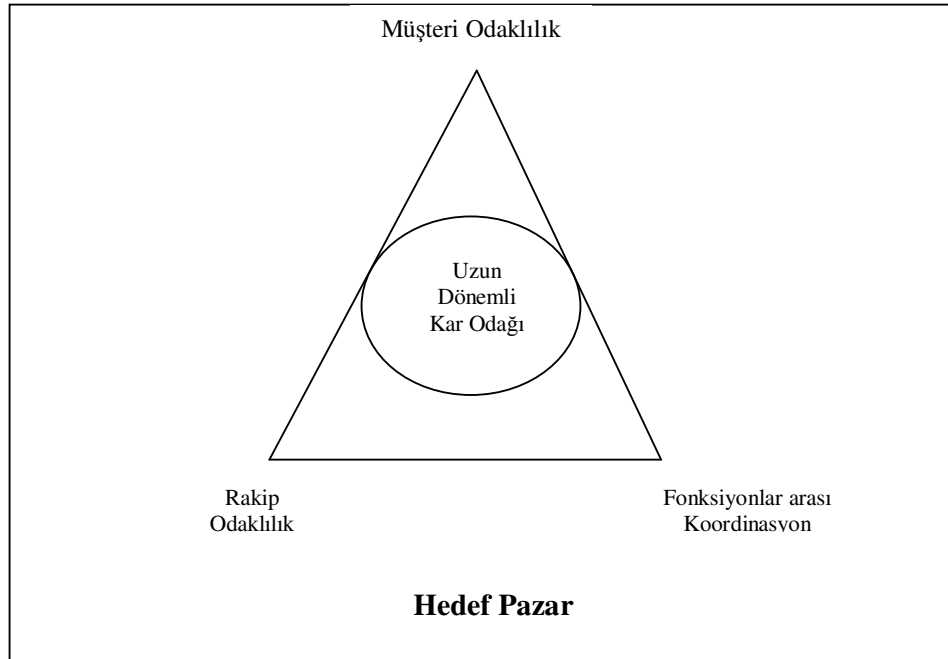 Müşteri Odaklılık
Uzun
Dönemli
Kar Odağı
Rakip
Odaklılık
Fonksiyonlar arası
Koordinasyon
Hedef Pazar